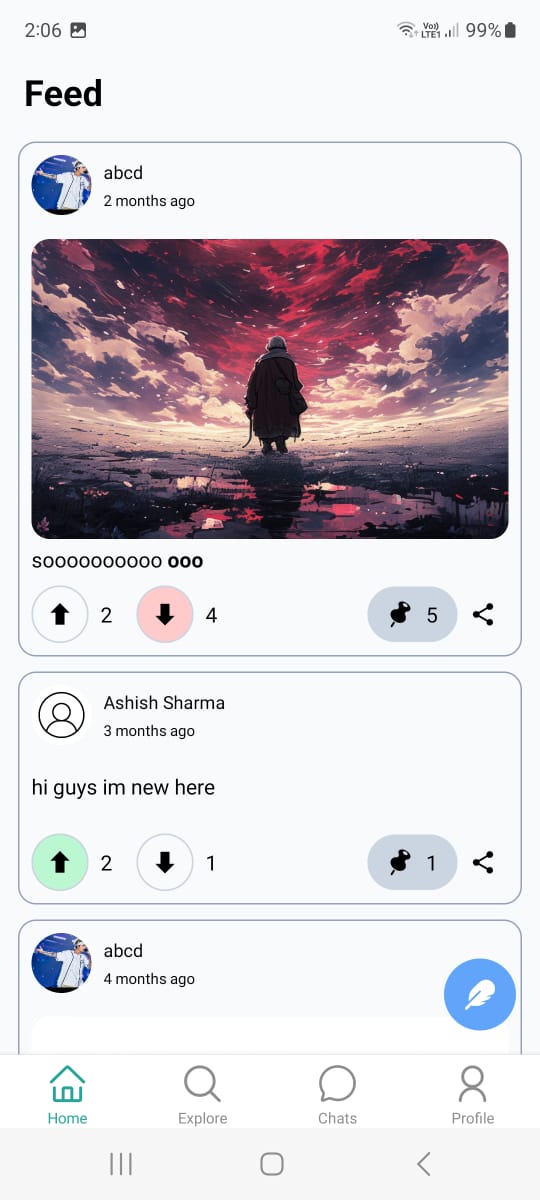 2:06
Vo)) LTE1 99%
Feed
abcd
2 months ago
sooooooooooo ooo
2 4 5
Ashish Sharma
3 months ago
hi guys im new here
2 1 1
abcd
4 months ago
Home Explore Chats Profile